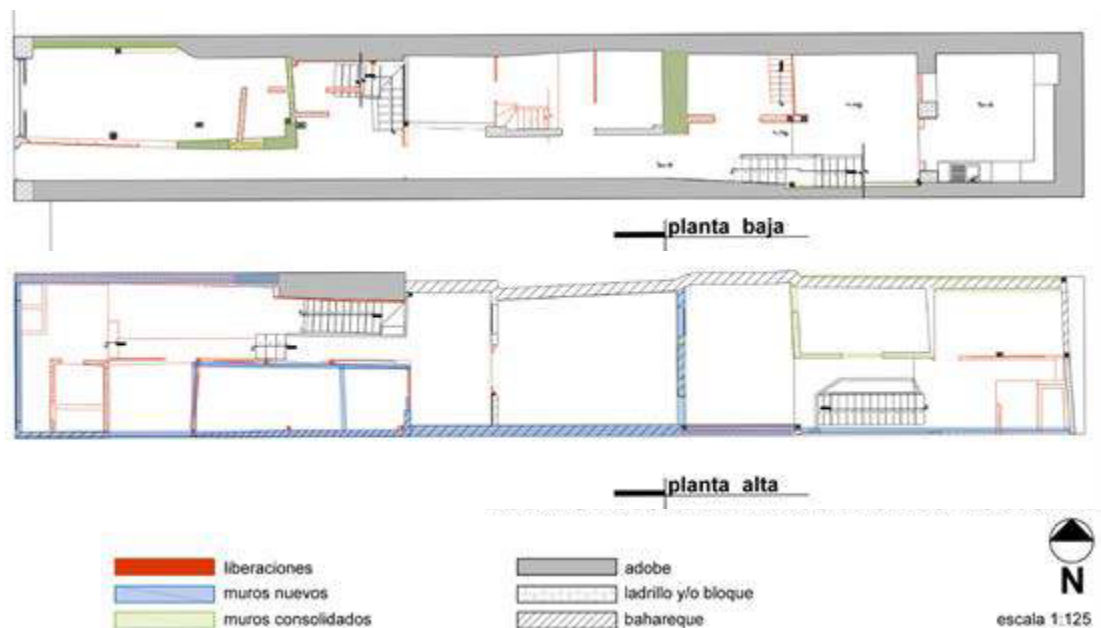 planta baja
planta alta
liberaciones
muros nuevos
muros consolidados
adobe
ladrillo y/o bloque
bahareque
N
escala 1:125